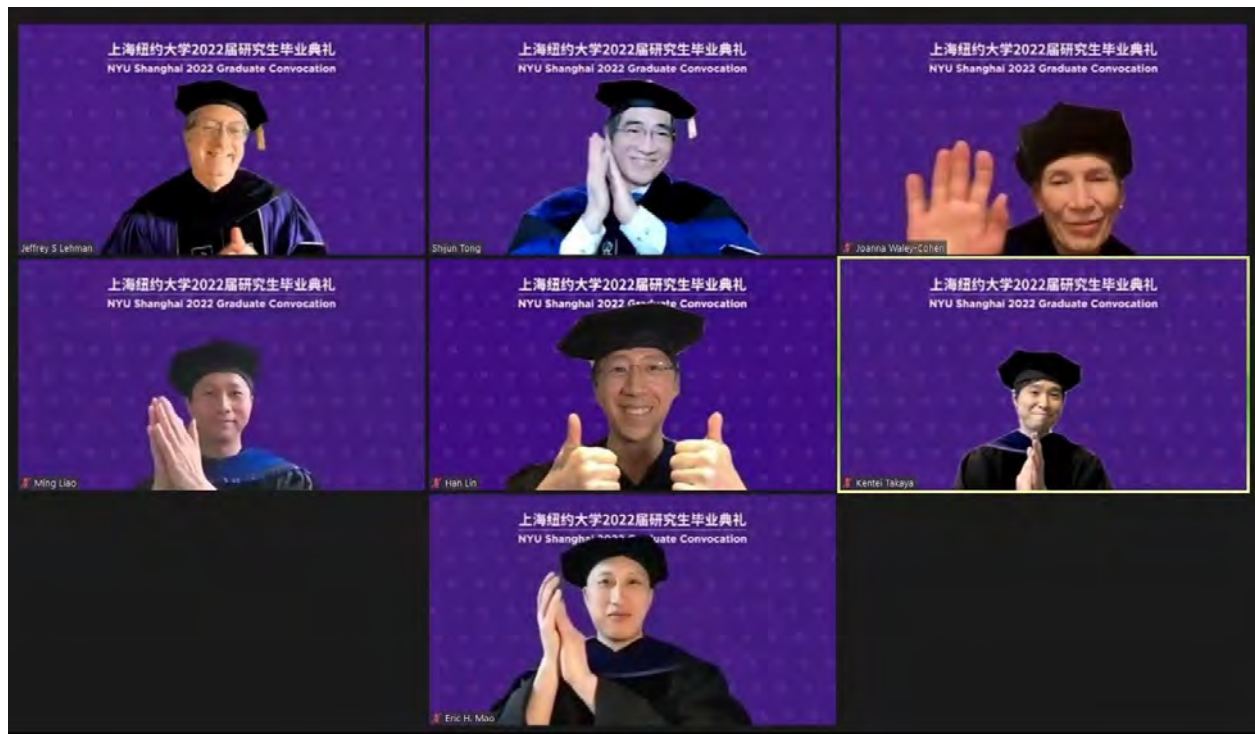 上海纽约大学2022届研究生毕业典礼
NYU Shanghai 2022 Graduate Convocation
Jeffrey S Lehman
上海纽约大学2022届研究生毕业典礼
NYU Shanghai 2022 Graduate Convocation
Shijun Tong
上海纽约大学2022届研究生毕业典礼
NYU Shanghai 2022 Graduate Convocation
Joanna Waley-Cohen
上海纽约大学2022届研究生毕业典礼
NYU Shanghai 2022 Graduate Convocation
Ming Liao
上海纽约大学2022届研究生毕业典礼
NYU Shanghai 2022 Graduate Convocation
Han Lin
上海纽约大学2022届研究生毕业典礼
NYU Shanghai 2022 Graduate Convocation
Kentei Takaya
上海纽约大学2022届研究生毕业典礼
NYU Shanghai 2022 Graduate Convocation
Eric H. Mao